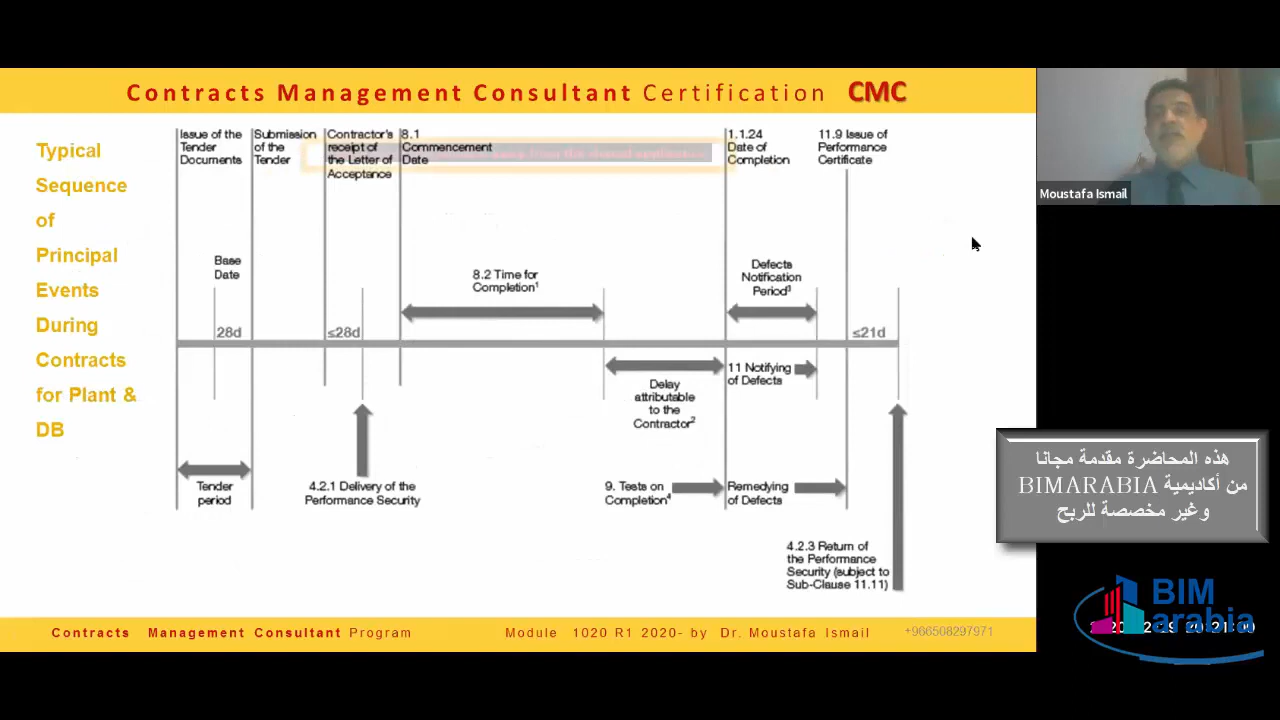 Contracts Management Consultant Certification CMC
Typical
Sequence
of
Principal
Events
During
Contracts
for Plant &
DB
Issue of the
Tender
Documents
Submission
of the
Tender
Contractor's
receipt of
the Letter of
Acceptance
8.1
Commencement
Date
1.1.24
Date of
Completion
11.9 Issue of
Performance
Certificate
Base
Date
8.2 Time for
Completion¹
Defects
Notification
Period³
28d
≤28d
≤21d
Delay
attributable
to the
Contractor²
11 Notifying
of Defects
Tender
period
4.2.1 Delivery of the
Performance Security
9. Tests on
Completion⁴
Remedying
of Defects
4.2.3 Return of
the Performance
Security (subject to
Sub-Clause 11.11)
Contracts Management Consultant Program
Module 1020 R1 2020- by Dr. Moustafa Ismail
+966508297971
Moustafa Ismail
هذه المحاضرة مقدمة مجانا
من أكاديمية BIMARABIA
وغير مخصصة للربح
BIM
arabia